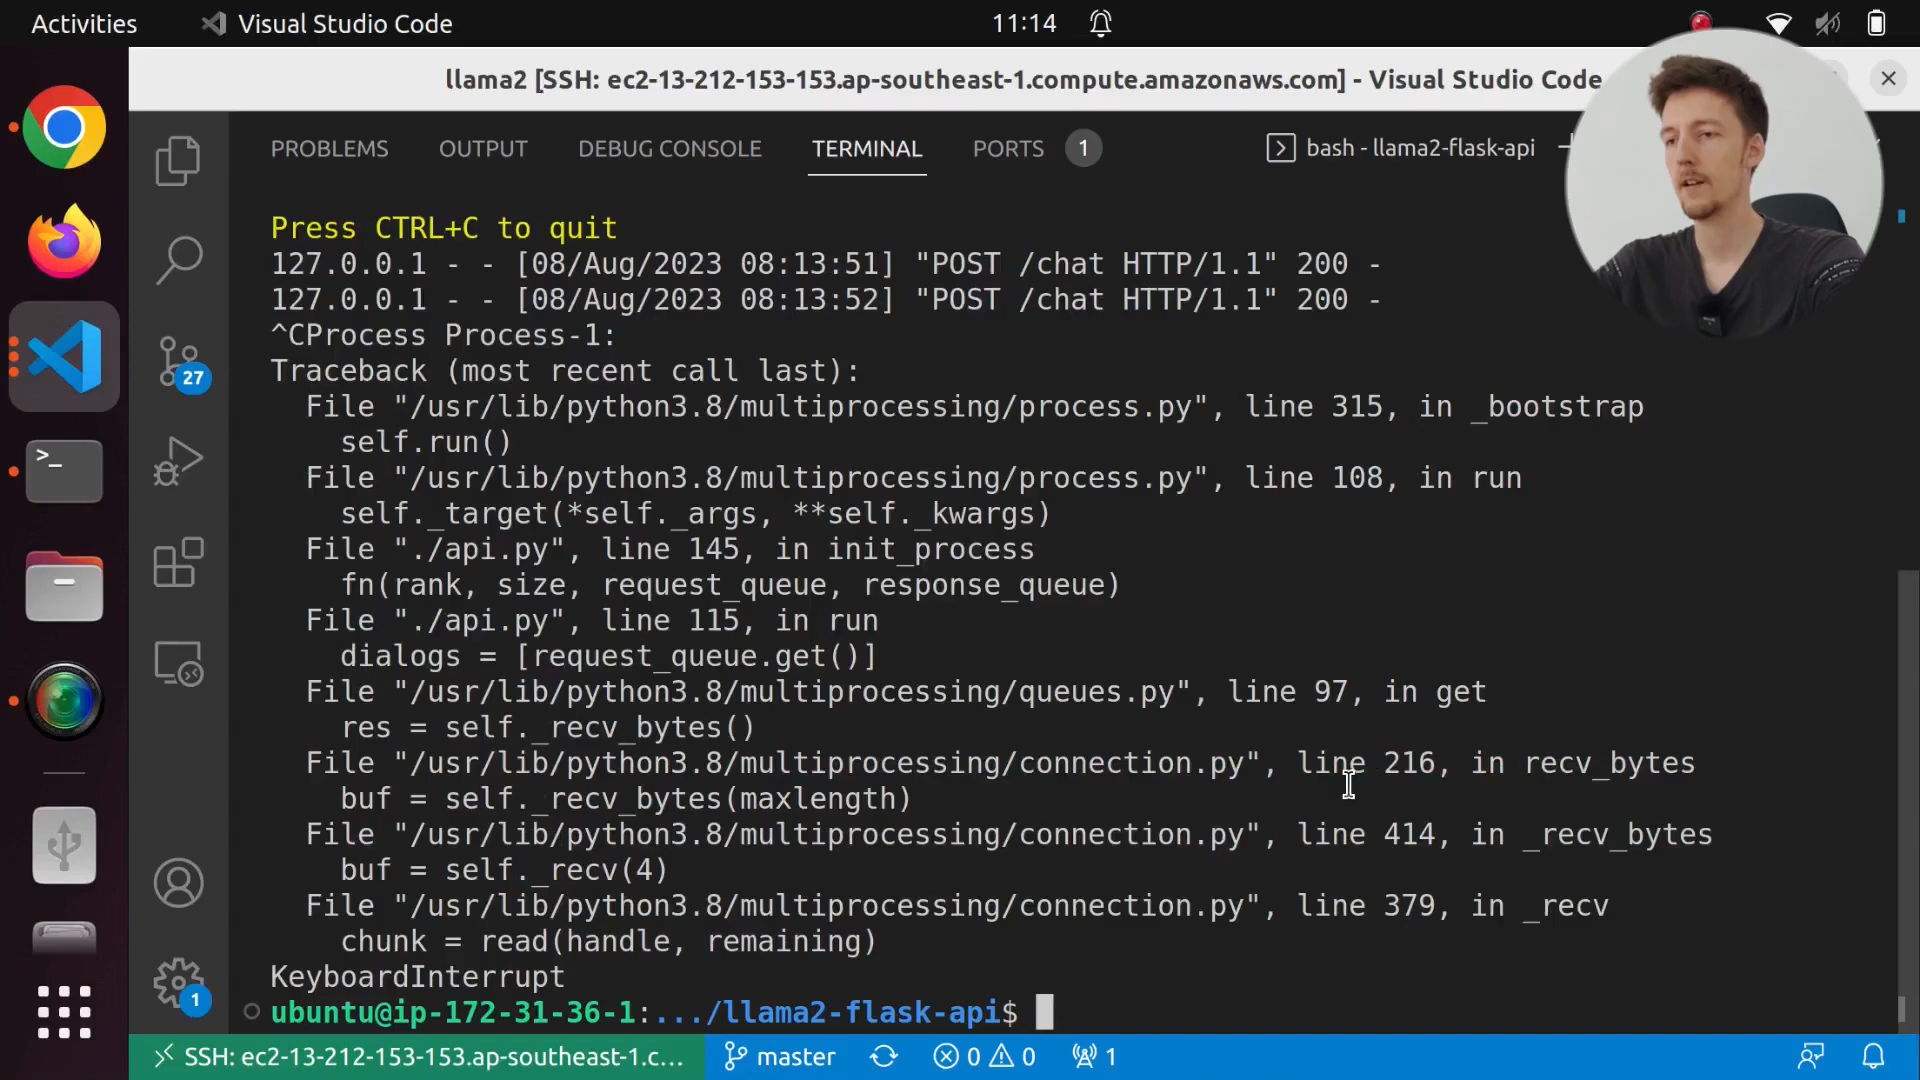 Activities
Visual Studio Code
11:14
llama2 [SSH: ec2-13-212-153-153.ap-southeast-1.compute.amazonaws.com] - Visual Studio Code
PROBLEMS
OUTPUT
DEBUG CONSOLE
TERMINAL
PORTS
1
bash - llama2-flask-api
Press CTRL+C to quit
127.0.0.1 - - [08/Aug/2023 08:13:51] "POST /chat HTTP/1.1" 200 -
127.0.0.1 - - [08/Aug/2023 08:13:52] "POST /chat HTTP/1.1" 200 -
^CProcess Process-1:
Traceback (most recent call last):
File "/usr/lib/python3.8/multiprocessing/process.py", line 315, in _bootstrap
self.run()
File "/usr/lib/python3.8/multiprocessing/process.py", line 108, in run
self._target(*self._args, **self._kwargs)
File "./api.py", line 145, in init_process
fn(rank, size, request_queue, response_queue)
File "./api.py", line 115, in run
dialogs = [request_queue.get()]
File "/usr/lib/python3.8/multiprocessing/queues.py", line 97, in get
res = self._recv_bytes()
File "/usr/lib/python3.8/multiprocessing/connection.py", line 216, in recv_bytes
buf = self._recv_bytes(maxlength)
File "/usr/lib/python3.8/multiprocessing/connection.py", line 414, in _recv_bytes
buf = self._recv(4)
File "/usr/lib/python3.8/multiprocessing/connection.py", line 379, in _recv
chunk = read(handle, remaining)
KeyboardInterrupt
ubuntu@ip-172-31-36-1:.../llama2-flask-api$
27
1
SSH: ec2-13-212-153-153.ap-southeast-1.c...
master
0
0
1